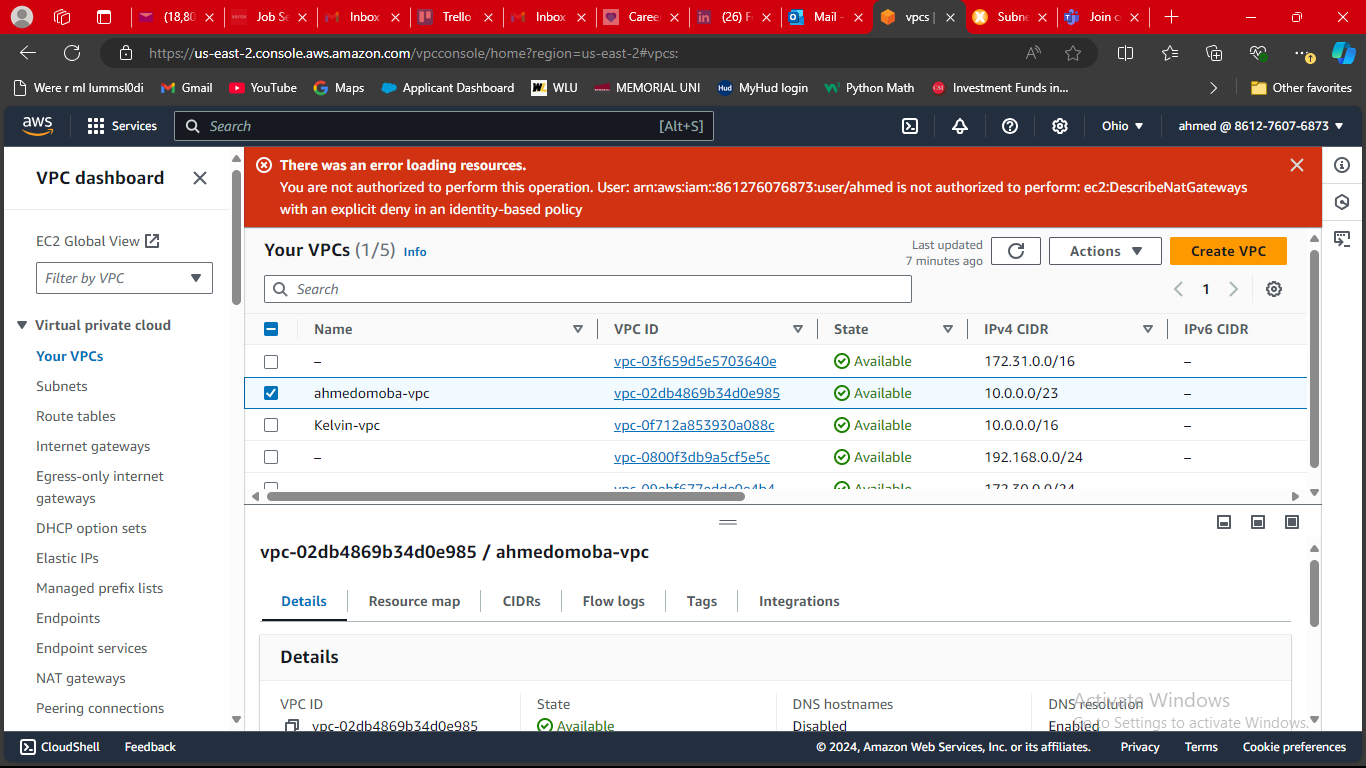 (18,80
Job Se
Inbox
Trello
Inbox
Career
(26) F
Mail -
vpcs |
Subne
Join c
https://us-east-2.console.aws.amazon.com/vpcconsole/home?region=us-east-2#vpcs:
Were r ml lummsl0di
Gmail
YouTube
Maps
Applicant Dashboard
WLU
MEMORIAL UNI
MyHud login
Python Math
Investment Funds in...
Other favorites
aws
Services
Search
[Alt+S]
Ohio
ahmed @ 8612-7607-6873
VPC dashboard
EC2 Global View
Filter by VPC
Virtual private cloud
Your VPCs
Subnets
Route tables
Internet gateways
Egress-only internet
gateways
DHCP option sets
Elastic IPs
Managed prefix lists
Endpoints
Endpoint services
NAT gateways
Peering connections
There was an error loading resources.
You are not authorized to perform this operation. User: arn:aws:iam::861276076873:user/ahmed is not authorized to perform: ec2:DescribeNatGateways
with an explicit deny in an identity-based policy
Your VPCs (1/5) Info
Last updated
7 minutes ago
Actions
Create VPC
Search
1
Name VPC ID State IPv4 CIDR IPv6 CIDR
– vpc-03f659d5e5703640e Available 172.31.0.0/16 –
ahmedomoba-vpc vpc-02db4869b34d0e985 Available 10.0.0.0/23 –
Kelvin-vpc vpc-0f712a853930a088c Available 10.0.0.0/16 –
– vpc-0800f3db9a5cf5e5c Available 192.168.0.0/24 –
Available 172.30.0.0/24
vpc-02db4869b34d0e985 / ahmedomoba-vpc
Details
Resource map
CIDRs
Flow logs
Tags
Integrations
Details
VPC ID
vpc-02db4869b34d0e985
State
Available
DNS hostnames
Disabled
DNS resolution
Enabled
Activate Windows
Go to Settings to activate Windows.
CloudShell
Feedback
© 2024, Amazon Web Services, Inc. or its affiliates.
Privacy
Terms
Cookie preferences